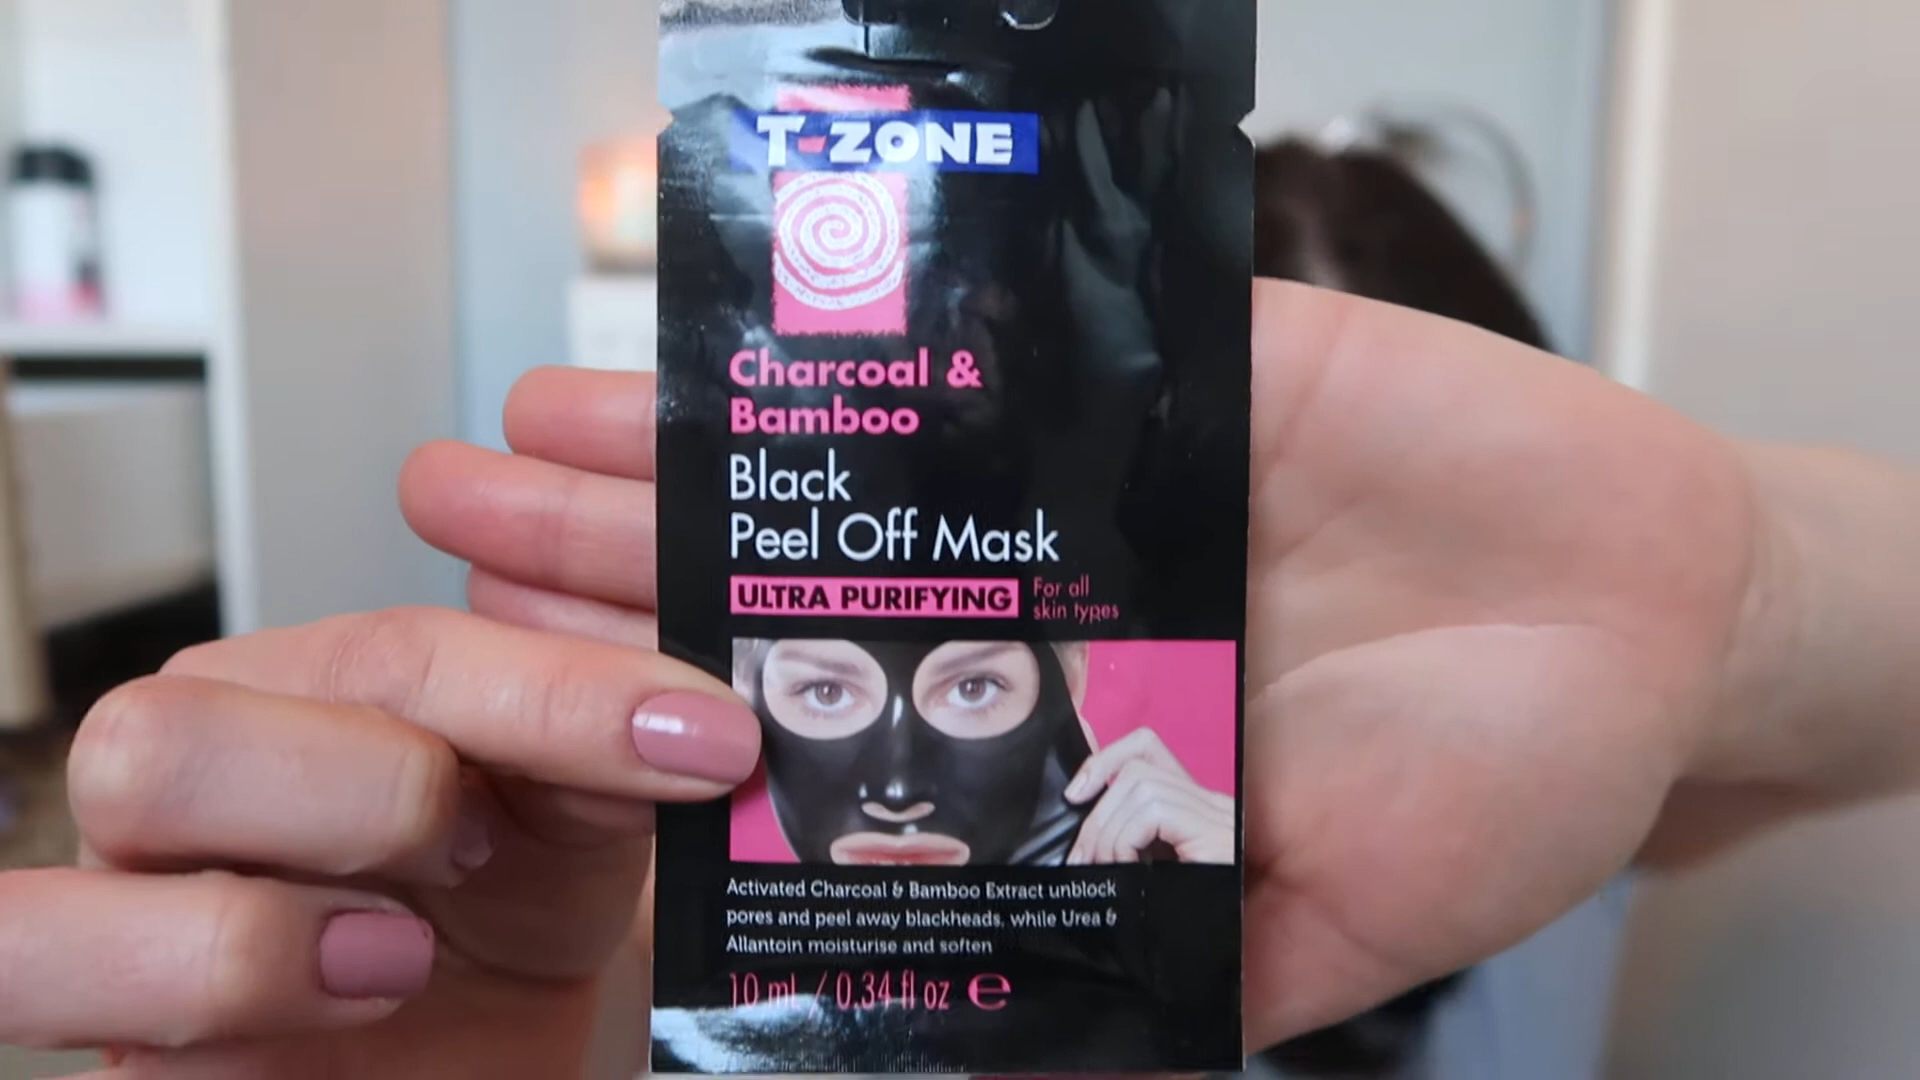 T-ZONE
Charcoal &
Bamboo
Black
Peel Off Mask
ULTRA PURIFYING
For all
skin types
Activated Charcoal & Bamboo Extract unblock
pores and peel away blackheads, while Urea &
Allantoin moisturise and soften
10 mL / 0.34 fl oz ℮